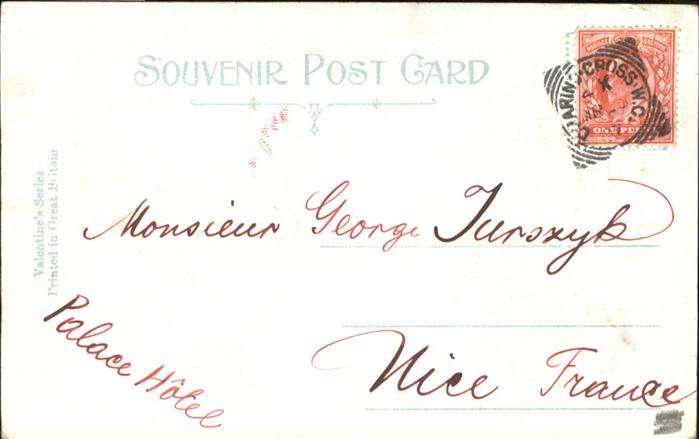 SOUVENIR POST CARD
CHARING CROSS W.C.
ONE PENNY
Valentine's Series
Printed in Great Britain
Monsieur George Turszyk
Palace Hôtel
Nice France